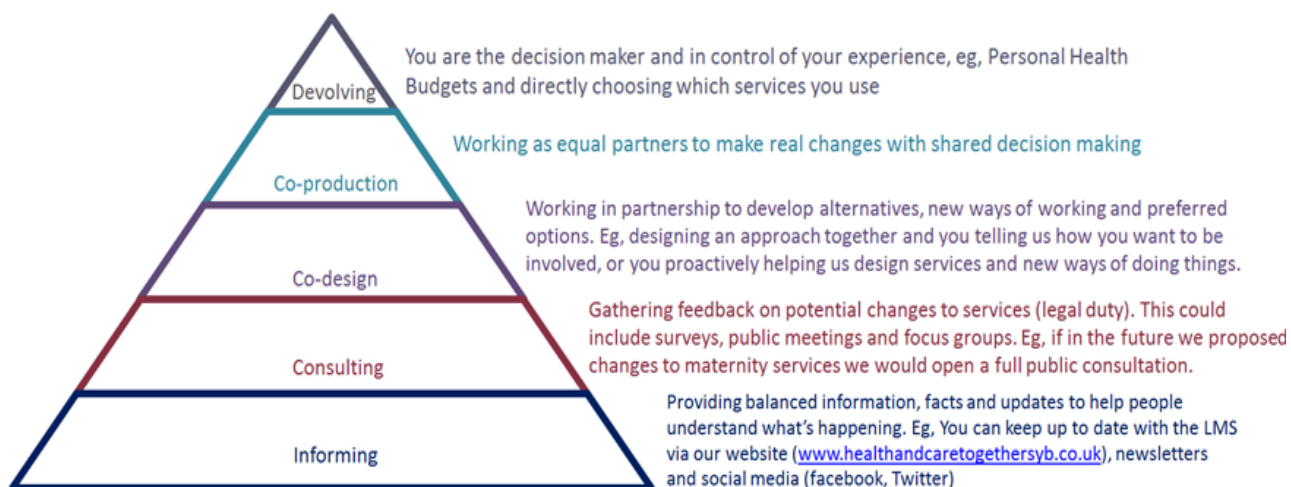 You are the decision maker and in control of your experience, eg, Personal Health
Budgets and directly choosing which services you use
Devolving
Working as equal partners to make real changes with shared decision making
Co-production
Working in partnership to develop alternatives, new ways of working and preferred
options. Eg, designing an approach together and you telling us how you want to be
involved, or you proactively helping us design services and new ways of doing things.
Co-design
Gathering feedback on potential changes to services (legal duty). This could
include surveys, public meetings and focus groups. Eg, if in the future we proposed
changes to maternity services we would open a full public consultation.
Consulting
Providing balanced information, facts and updates to help people
understand what's happening. Eg, You can keep up to date with the LMS
via our website (www.healthandcaretogethersyb.co.uk), newsletters
and social media (facebook, Twitter)
Informing